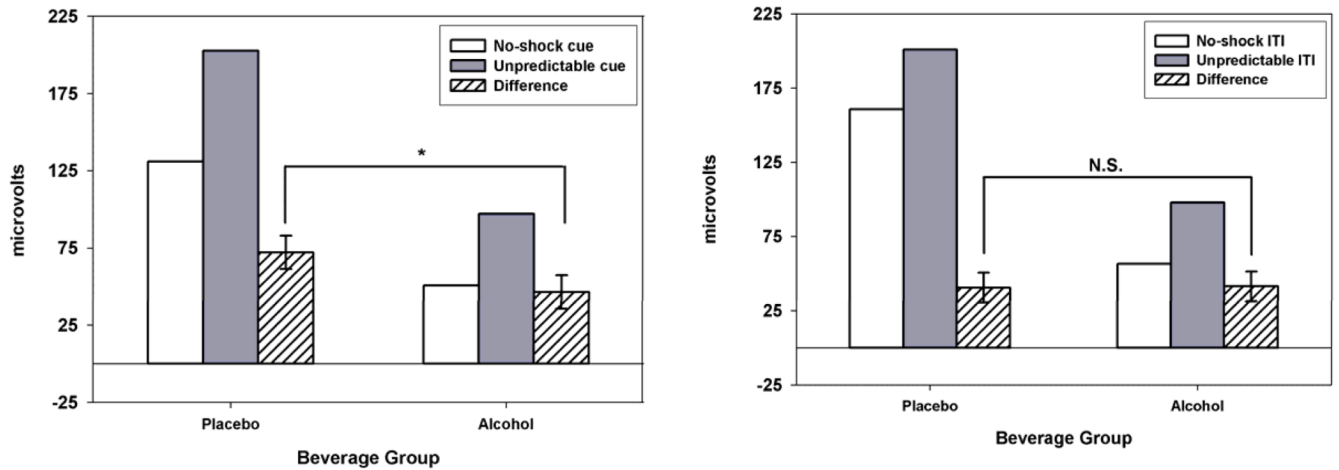 225
175
125
75
25
-25
microvolts
No-shock cue
Unpredictable cue
Difference
*
Placebo
Alcohol
Beverage Group
225
175
125
75
25
-25
microvolts
No-shock ITI
Unpredictable ITI
Difference
N.S.
Placebo
Alcohol
Beverage Group